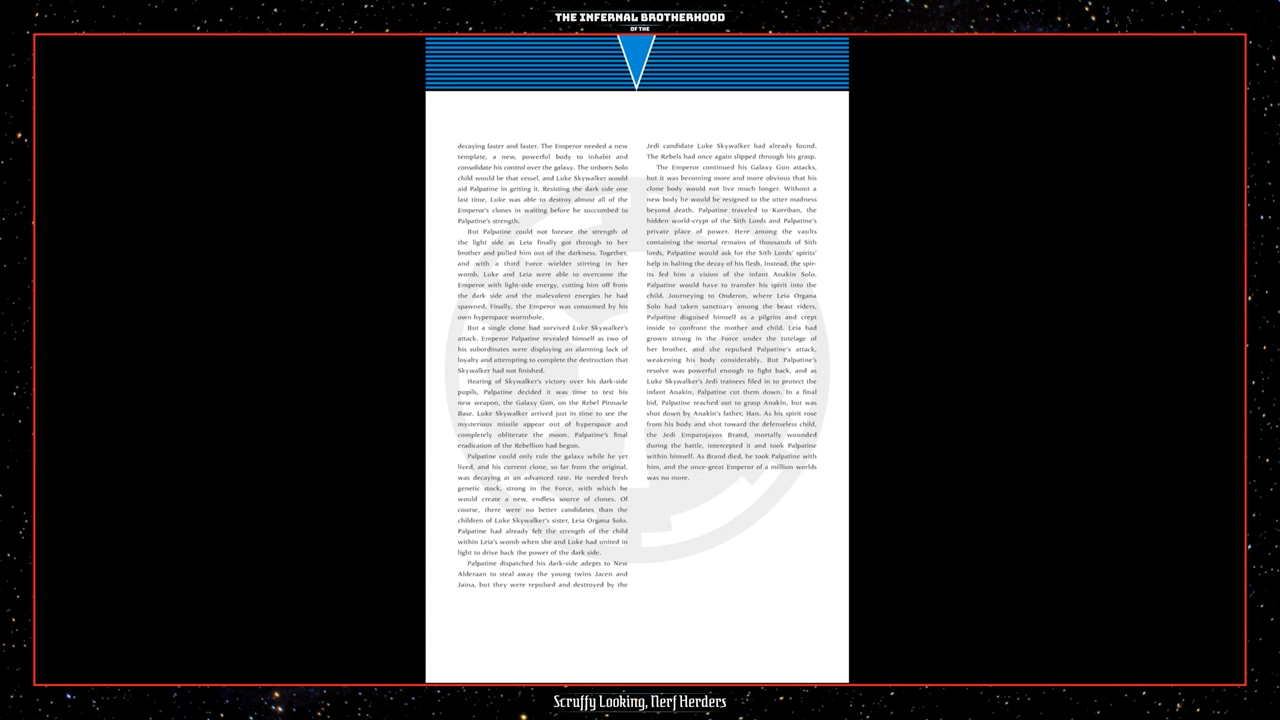 THE INFERNAL BROTHERHOOD
OF THE
decaying faster and faster. The Emperor needed a new
template, a new, powerful body to inhabit and
consolidate his control over the galaxy. The unborn Solo
child would be that vessel, and Luke Skywalker would
aid Palpatine in getting it. Resisting the dark side one
last time, Luke was able to destroy almost all of the
Emperor's clones in waiting before he succumbed to
Palpatine's strength.
But Palpatine could not foresee the strength of
the light side as Leia finally got through to her
brother and pulled him out of the darkness. Together,
and with a third Force wielder stirring in her
womb, Luke and Leia were able to overcome the
Emperor with light-side energy, cutting him off from
the dark side and the malevolent energies he had
spawned. Finally, the Emperor was consumed by his
own hyperspace wormhole.
But a single clone had survived Luke Skywalker's
attack. Emperor Palpatine revealed himself as two of
his subordinates were displaying an alarming lack of
loyalty and attempting to complete the destruction that
Skywalker had not finished.
Hearing of Skywalker's victory over his dark-side
pupils, Palpatine decided it was time to test his
new weapon, the Galaxy Gun, on the Rebel Pinnacle
Base. Luke Skywalker arrived just in time to see the
mysterious missile appear out of hyperspace and
completely obliterate the moon. Palpatine's final
eradication of the Rebellion had begun.
Palpatine could only rule the galaxy while he yet
lived, and his current clone, so far from the original,
was decaying at an advanced rate. He needed fresh
genetic stock, strong in the Force, with which he
would create a new, endless source of clones. Of
course, there were no better candidates than the
children of Luke Skywalker's sister, Leia Organa Solo.
Palpatine had already felt the strength of the child
within Leia's womb when she and Luke had united in
light to drive back the power of the dark side.
Palpatine dispatched his dark-side adepts to New
Alderaan to steal away the young twins Jacen and
Jaina, but they were repulsed and destroyed by the
Jedi candidate Luke Skywalker had already found.
The Rebels had once again slipped through his grasp.
The Emperor continued his Galaxy Gun attacks,
but it was becoming more and more obvious that his
clone body would not live much longer. Without a
new body he would be resigned to the utter madness
beyond death. Palpatine traveled to Korriban, the
hidden world-crypt of the Sith Lords and Palpatine's
private place of power. Here among the vaults
containing the mortal remains of thousands of Sith
lords, Palpatine would ask for the Sith Lords' spirits'
help in halting the decay of his flesh. Instead, the spir-
its fed him a vision of the infant Anakin Solo.
Palpatine would have to transfer his spirit into the
child. Journeying to Onderon, where Leia Organa
Solo had taken sanctuary among the beast riders,
Palpatine disguised himself as a pilgrim and crept
inside to confront the mother and child. Leia had
grown strong in the Force under the tutelage of
her brother, and she repulsed Palpatine's attack,
weakening his body considerably. But Palpatine's
resolve was powerful enough to fight back, and as
Luke Skywalker's Jedi trainees filed in to protect the
infant Anakin, Palpatine cut them down. In a final
bid, Palpatine reached out to grasp Anakin, but was
shot down by Anakin's father, Han. As his spirit rose
from his body and shot toward the defenseless child,
the Jedi Empatojayos Brand, mortally wounded
during the battle, intercepted it and took Palpatine
within himself. As Brand died, he took Palpatine with
him, and the once-great Emperor of a million worlds
was no more.
Scruffy Looking, Nerf Herders